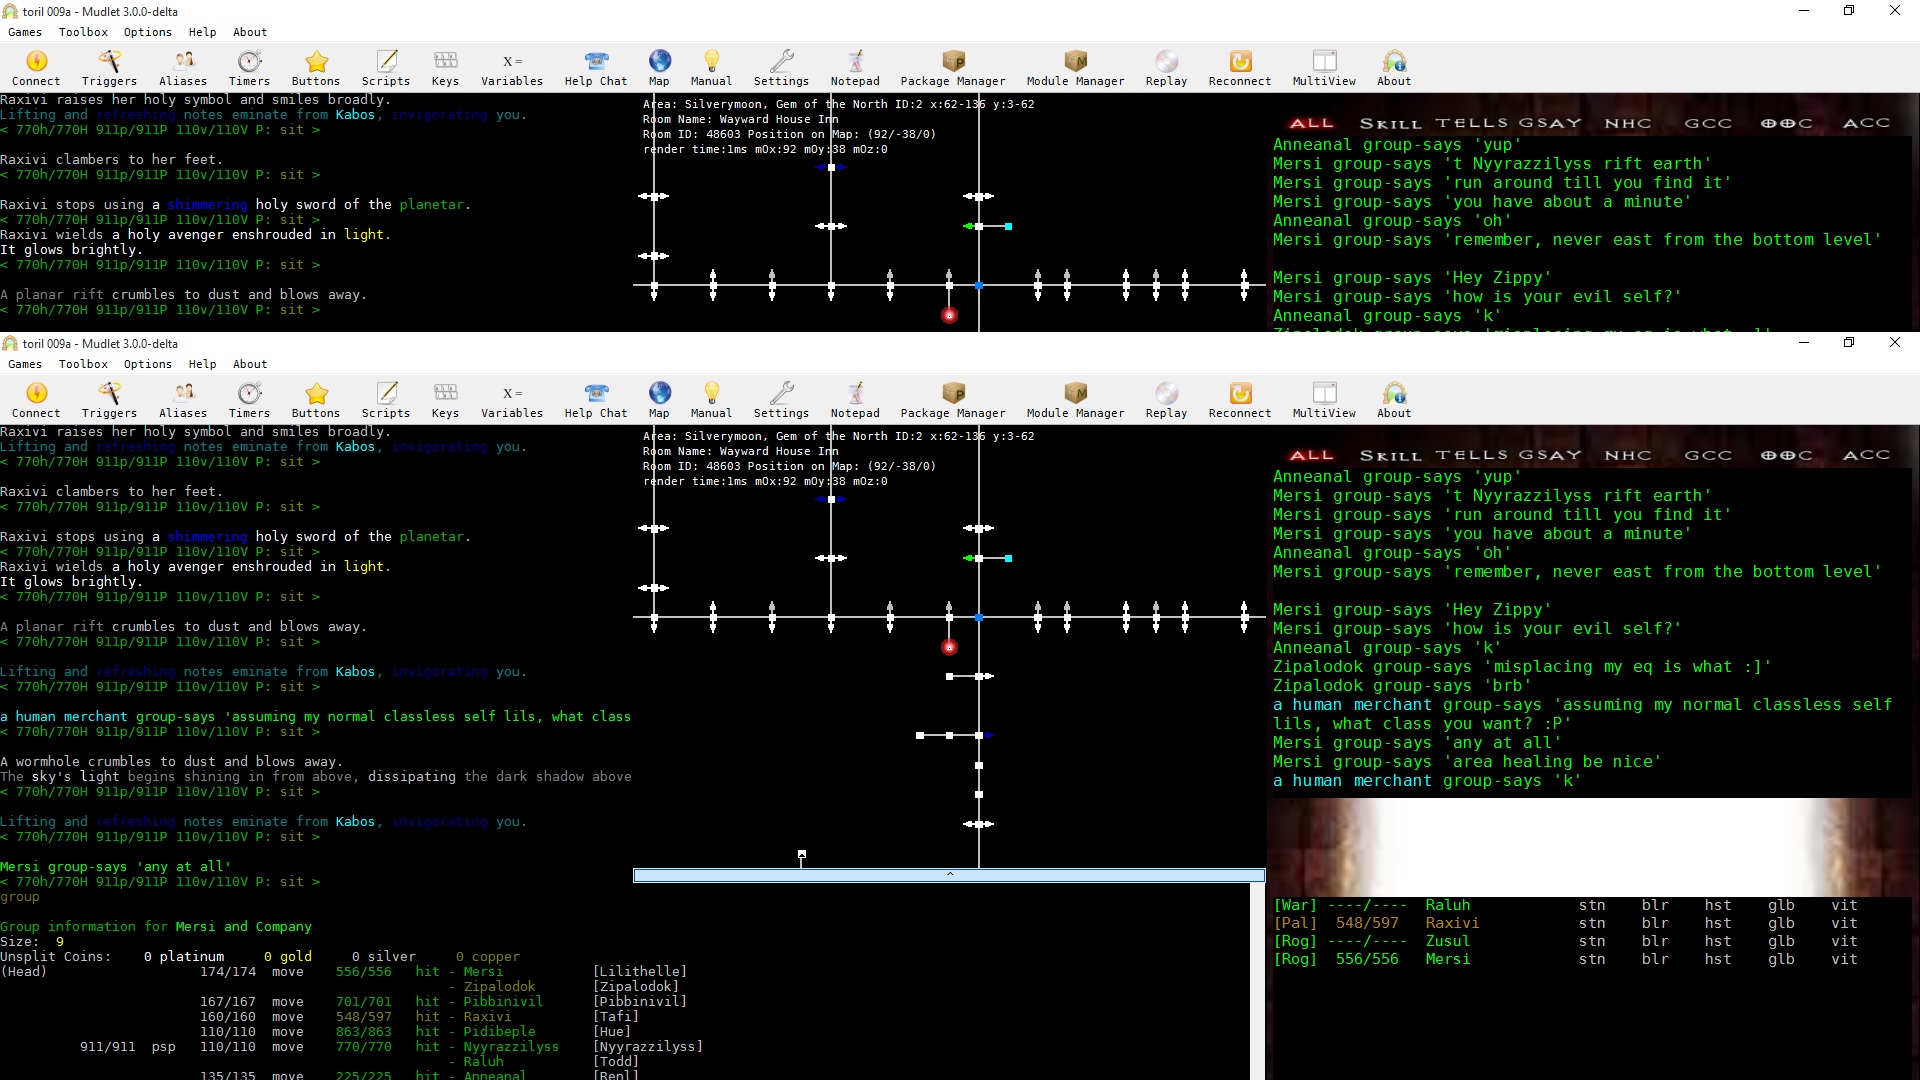 toril 009a - Mudlet 3.0.0-delta
Games Toolbox Options Help About
Connect Triggers Aliases Timers Buttons Scripts Keys Variables Help Chat Map Manual Settings Notepad Package Manager Module Manager Replay Reconnect MultiView About
Raxivi raises her holy symbol and smiles broadly.
Lifting and refreshing notes eminate from Kabos, invigorating you.
< 770h/770H 911p/911P 110v/110V P: sit >
Raxivi clambers to her feet.
< 770h/770H 911p/911P 110v/110V P: sit >
Raxivi stops using a shimmering holy sword of the planetar.
< 770h/770H 911p/911P 110v/110V P: sit >
Raxivi wields a holy avenger enshrouded in light.
It glows brightly.
< 770h/770H 911p/911P 110v/110V P: sit >
A planar rift crumbles to dust and blows away.
< 770h/770H 911p/911P 110v/110V P: sit >
Area: Silverymoon, Gem of the North ID:2 x:62-136 y:3-62
Room Name: Wayward House Inn
Room ID: 48603 Position on Map: (92/-38/0)
render time:1ms mOx:92 mOy:38 mOz:0
ALL SKILL TELLS GSAY NHC GCC OOC ACC
Anneanal group-says 'yup'
Mersi group-says 't Nyyrazzilyss rift earth'
Mersi group-says 'run around till you find it'
Mersi group-says 'you have about a minute'
Anneanal group-says 'oh'
Mersi group-says 'remember, never east from the bottom level'
Mersi group-says 'Hey Zippy'
Mersi group-says 'how is your evil self?'
Anneanal group-says 'k'
Zipalodok group-says 'misplacing my eq is what :]'
toril 009a - Mudlet 3.0.0-delta
Games Toolbox Options Help About
Connect Triggers Aliases Timers Buttons Scripts Keys Variables Help Chat Map Manual Settings Notepad Package Manager Module Manager Replay Reconnect MultiView About
Raxivi raises her holy symbol and smiles broadly.
Lifting and refreshing notes eminate from Kabos, invigorating you.
< 770h/770H 911p/911P 110v/110V P: sit >
Raxivi clambers to her feet.
< 770h/770H 911p/911P 110v/110V P: sit >
Raxivi stops using a shimmering holy sword of the planetar.
< 770h/770H 911p/911P 110v/110V P: sit >
Raxivi wields a holy avenger enshrouded in light.
It glows brightly.
< 770h/770H 911p/911P 110v/110V P: sit >
A planar rift crumbles to dust and blows away.
< 770h/770H 911p/911P 110v/110V P: sit >
Lifting and refreshing notes eminate from Kabos, invigorating you.
< 770h/770H 911p/911P 110v/110V P: sit >
a human merchant group-says 'assuming my normal classless self lils, what class
< 770h/770H 911p/911P 110v/110V P: sit >
A wormhole crumbles to dust and blows away.
The sky's light begins shining in from above, dissipating the dark shadow above
< 770h/770H 911p/911P 110v/110V P: sit >
Lifting and refreshing notes eminate from Kabos, invigorating you.
< 770h/770H 911p/911P 110v/110V P: sit >
Mersi group-says 'any at all'
< 770h/770H 911p/911P 110v/110V P: sit >
group
Group information for Mersi and Company
Size: 9
Unsplit Coins: 0 platinum 0 gold 0 silver 0 copper
(Head) 174/174 move 556/556 hit - Mersi [Lilithelle]
- Zipalodok [Zipalodok]
167/167 move 701/701 hit - Pibbinivil [Pibbinivil]
160/160 move 548/597 hit - Raxivi [Tafi]
110/110 move 863/863 hit - Pidibeple [Hue]
911/911 psp 110/110 move 770/770 hit - Nyyrazzilyss [Nyyrazzilyss]
- Raluh [Todd]
135/135 move 225/225 hit - Anneanal [Renl]
Area: Silverymoon, Gem of the North ID:2 x:62-136 y:3-62
Room Name: Wayward House Inn
Room ID: 48603 Position on Map: (92/-38/0)
render time:1ms mOx:92 mOy:38 mOz:0
ALL SKILL TELLS GSAY NHC GCC OOC ACC
Anneanal group-says 'yup'
Mersi group-says 't Nyyrazzilyss rift earth'
Mersi group-says 'run around till you find it'
Mersi group-says 'you have about a minute'
Anneanal group-says 'oh'
Mersi group-says 'remember, never east from the bottom level'
Mersi group-says 'Hey Zippy'
Mersi group-says 'how is your evil self?'
Anneanal group-says 'k'
Zipalodok group-says 'misplacing my eq is what :]'
Zipalodok group-says 'brb'
a human merchant group-says 'assuming my normal classless self
lils, what class you want? :P'
Mersi group-says 'any at all'
Mersi group-says 'area healing be nice'
a human merchant group-says 'k'
[War] ----/---- Raluh stn blr hst glb vit
[Pal] 548/597 Raxivi stn blr hst glb vit
[Rog] ----/---- Zusul stn blr hst glb vit
[Rog] 556/556 Mersi stn blr hst glb vit